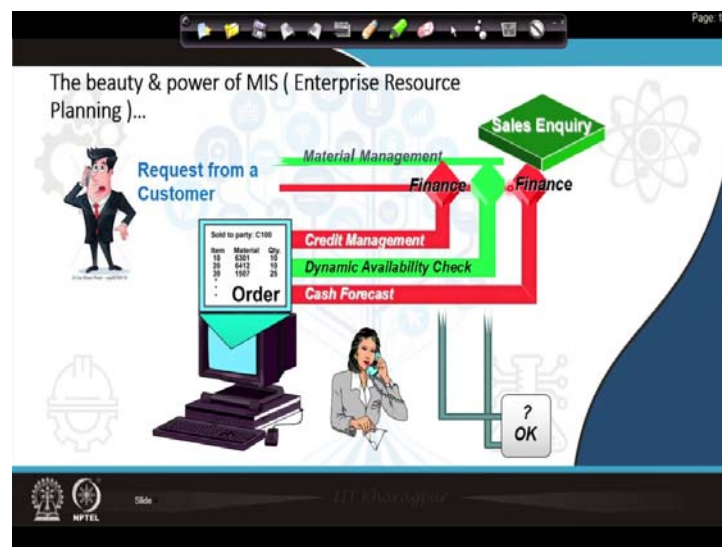 Page: 1
The beauty & power of MIS ( Enterprise Resource
Planning )...
Sales Enquiry
Material Management
Request from a
Customer
Finance
Finance
Sold to party: C100
Item Material Qty.
10 6301 10
20 6412 10
30 1507 25
Order
Credit Management
Dynamic Availability Check
Cash Forecast
?
OK
NPTEL
Slide
IIT Kharagpur